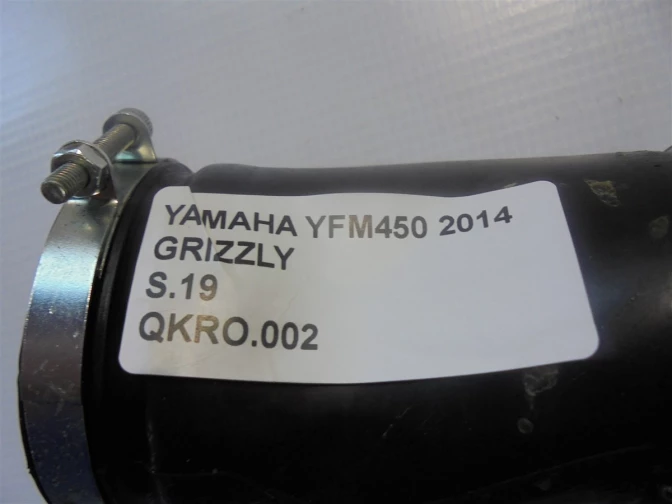 YAMAHA YFM450 2014
GRIZZLY
S.19
QKRO.002